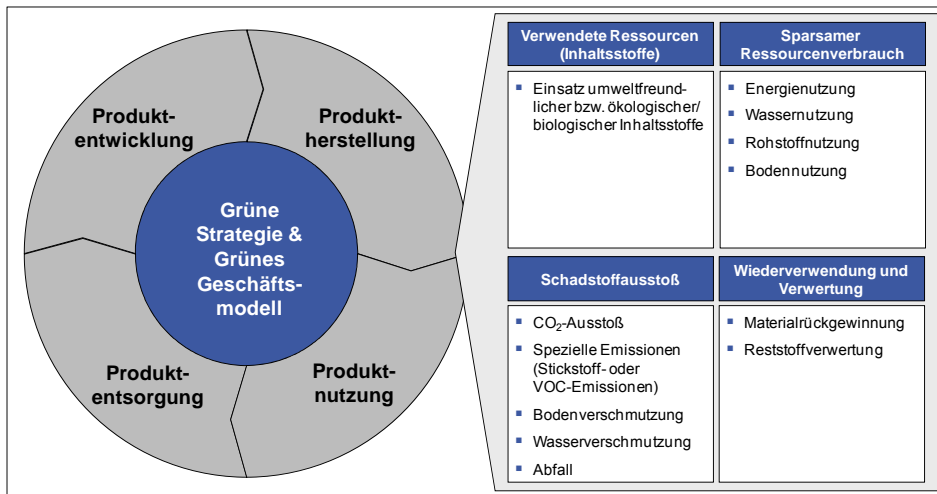 Produkt-
entwicklung
Produkt-
herstellung
Grüne
Strategie &
Grünes
Geschäfts-
modell
Produkt-
entsorgung
Produkt-
nutzung
Verwendete Ressourcen
(Inhaltsstoffe)
▪ Einsatz umweltfreund-
licher bzw. ökologischer/
biologischer Inhaltsstoffe
Sparsamer
Ressourcenverbrauch
▪ Energienutzung
▪ Wassernutzung
▪ Rohstoffnutzung
▪ Bodennutzung
Schadstoffausstoß
▪ CO₂-Ausstoß
▪ Spezielle Emissionen
(Stickstoff- oder
VOC-Emissionen)
▪ Bodenverschmutzung
▪ Wasserverschmutzung
▪ Abfall
Wiederverwendung und
Verwertung
▪ Materialrückgewinnung
▪ Reststoffverwertung